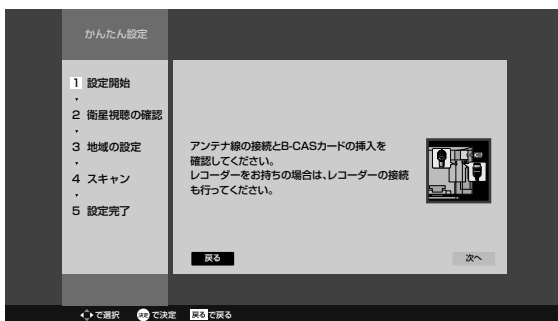 かんたん設定
1 設定開始
2 衛星視聴の確認
3 地域の設定
4 スキャン
5 設定完了
アンテナ線の接続とB-CASカードの挿入を
確認してください。
レコーダーをお持ちの場合は、レコーダーの接続
も行ってください。
戻る 次へ
で選択 決定 で決定 戻る で戻る